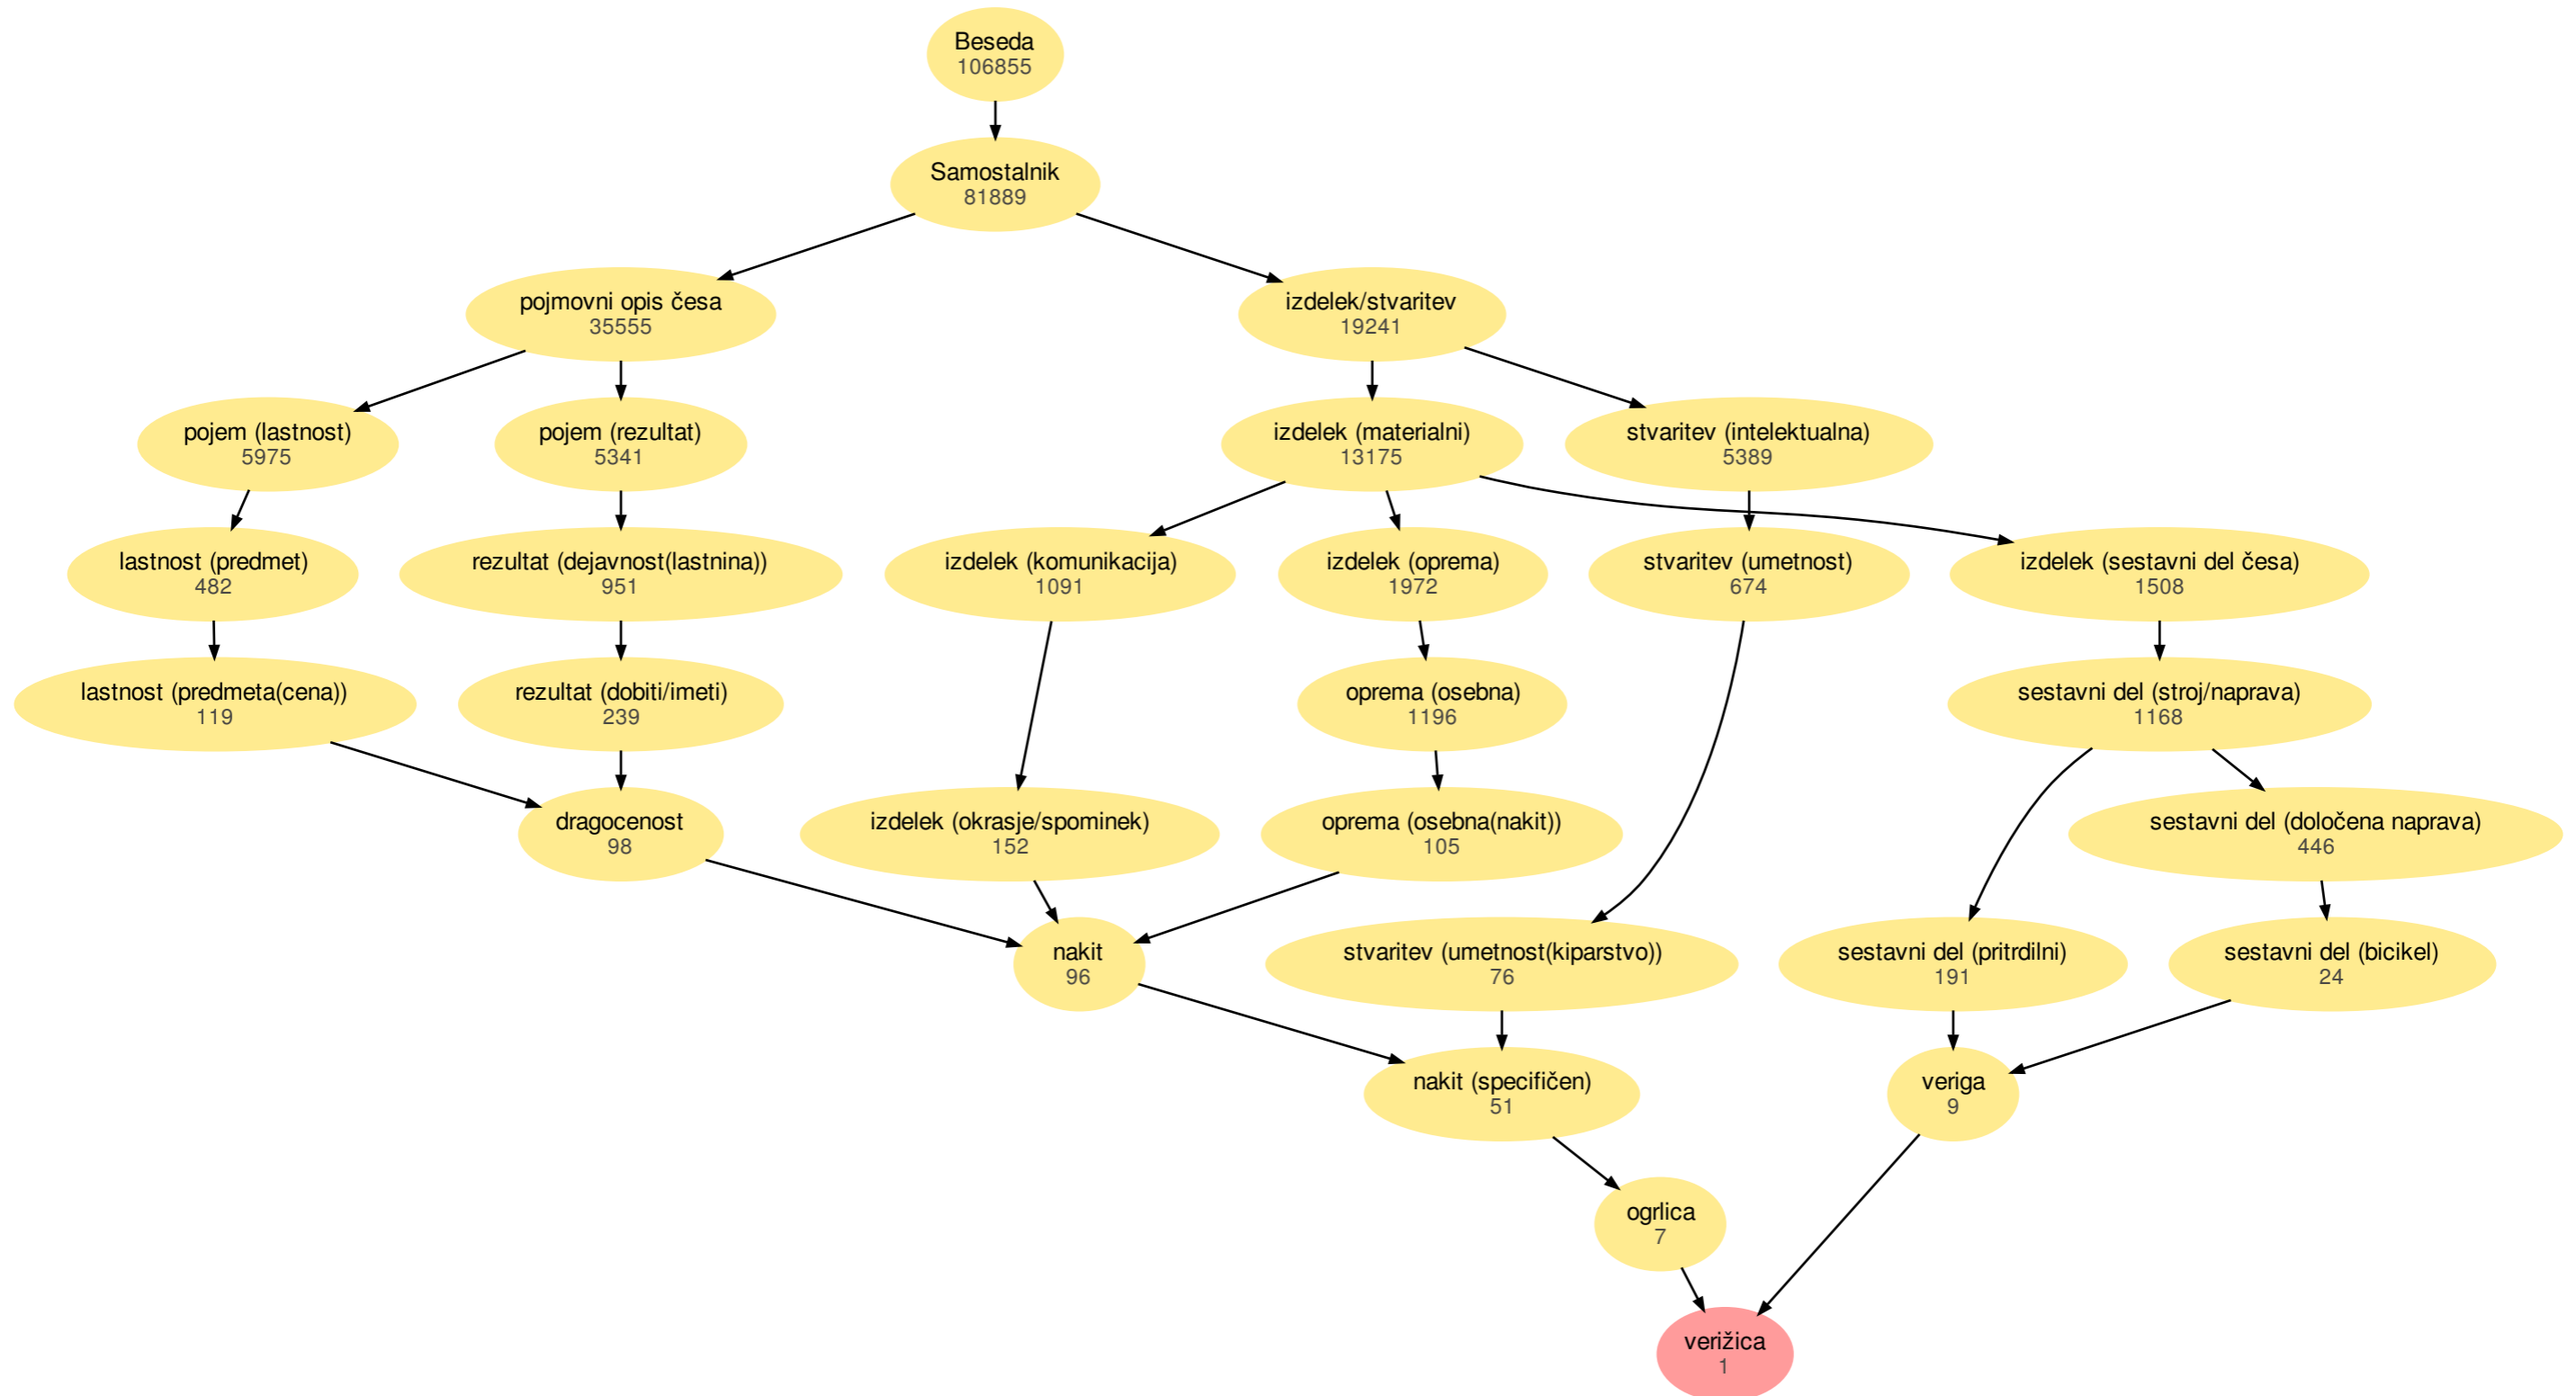 Beseda
106855
Samostalnik
81889
pojmovni opis česa
35555
izdelek/stvaritev
19241
pojem (lastnost)
5975
pojem (rezultat)
5341
izdelek (materialni)
13175
stvaritev (intelektualna)
5389
lastnost (predmet)
482
rezultat (dejavnost(lastnina))
951
izdelek (komunikacija)
1091
izdelek (oprema)
1972
stvaritev (umetnost)
674
izdelek (sestavni del česa)
1508
lastnost (predmeta(cena))
119
rezultat (dobiti/imeti)
239
oprema (osebna)
1196
sestavni del (stroj/naprava)
1168
dragocenost
98
izdelek (okrasje/spominek)
152
oprema (osebna(nakit))
105
sestavni del (določena naprava)
446
nakit
96
stvaritev (umetnost(kiparstvo))
76
sestavni del (pritrdilni)
191
sestavni del (bicikel)
24
nakit (specifičen)
51
veriga
9
ogrlica
7
verižica
1